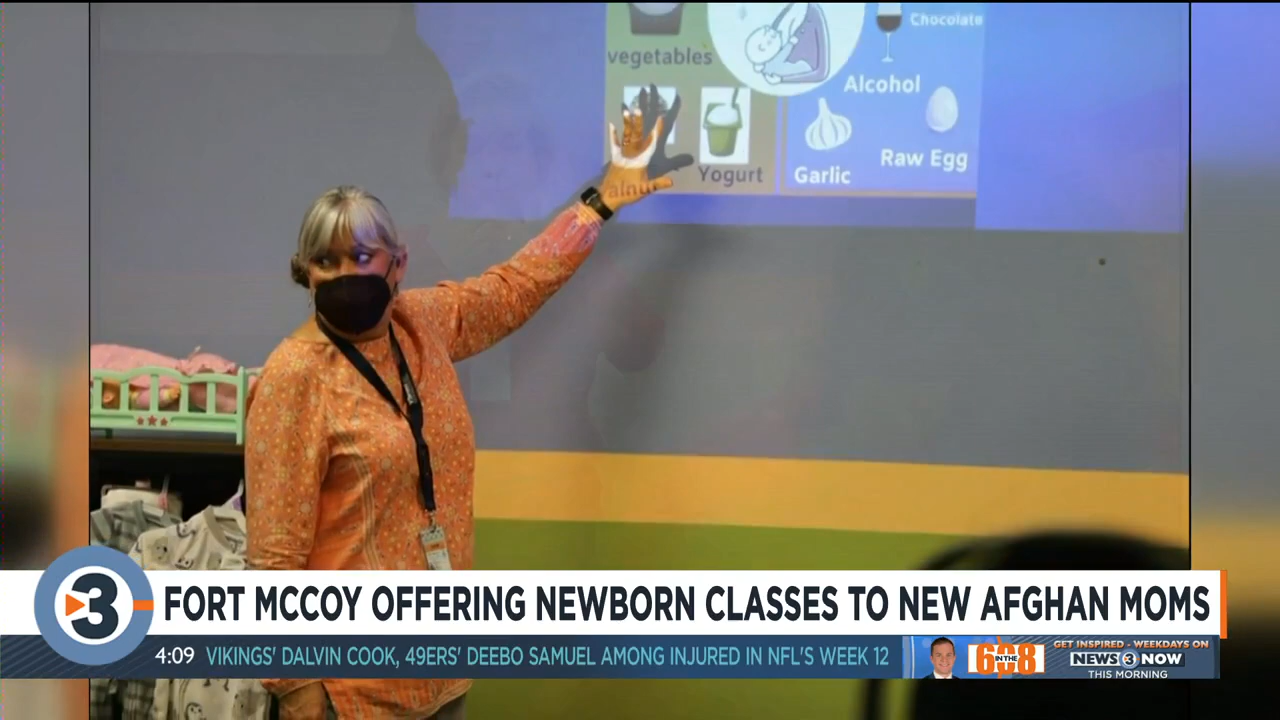 Chocolate
vegetables
Alcohol
Yogurt
Garlic
Raw Egg
3
FORT MCCOY OFFERING NEWBORN CLASSES TO NEW AFGHAN MOMS
4:09 VIKINGS' DALVIN COOK, 49ERS' DEEBO SAMUEL AMONG INJURED IN NFL'S WEEK 12
608
IN THE
GET INSPIRED - WEEKDAYS ON
NEWS 3 NOW
THIS MORNING